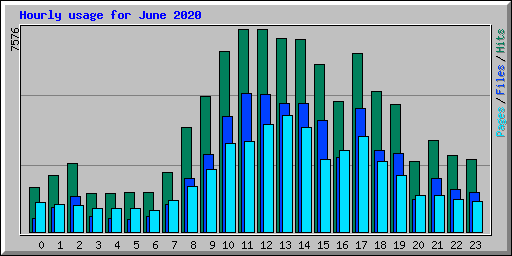 Hourly usage for June 2020
7576
Pages/Files/Hits
0 1 2 3 4 5 6 7 8 9 10 11 12 13 14 15 16 17 18 19 20 21 22 23